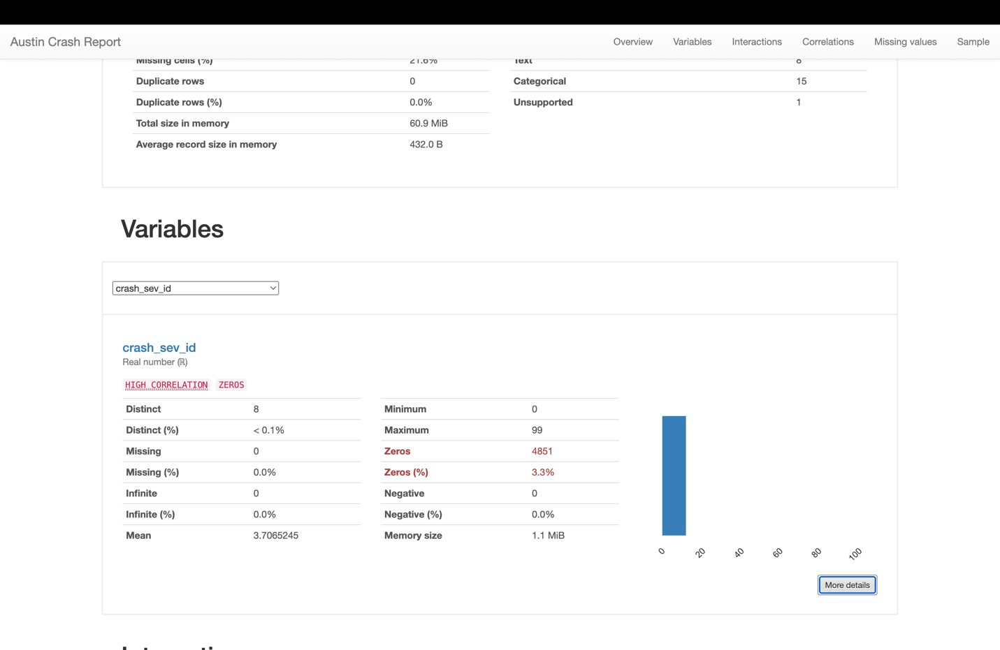 Austin Crash Report
Overview Variables Interactions Correlations Missing values Sample
Missing cells (%) 21.6% Text 8
Duplicate rows 0 Categorical 15
Duplicate rows (%) 0.0% Unsupported 1
Total size in memory 60.9 MiB
Average record size in memory 432.0 B
Variables
crash_sev_id
crash_sev_id
Real number (ℝ)
HIGH CORRELATION ZEROS
Distinct 8 Minimum 0
Distinct (%) < 0.1% Maximum 99
Missing 0 Zeros 4851
Missing (%) 0.0% Zeros (%) 3.3%
Infinite 0 Negative 0
Infinite (%) 0.0% Negative (%) 0.0%
Mean 3.7065245 Memory size 1.1 MiB
0 20 40 60 80 100
More details